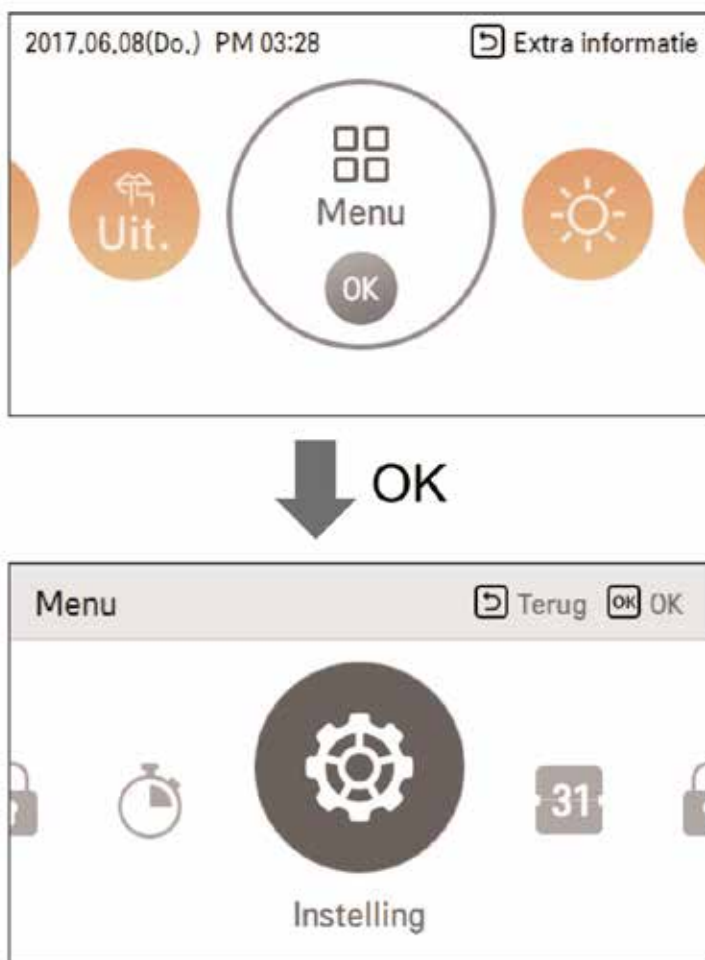 2017.06.08(Do.) PM 03:28 Extra informatie
Uit.
Menu
OK
OK
Menu Terug OK OK
31
Instelling